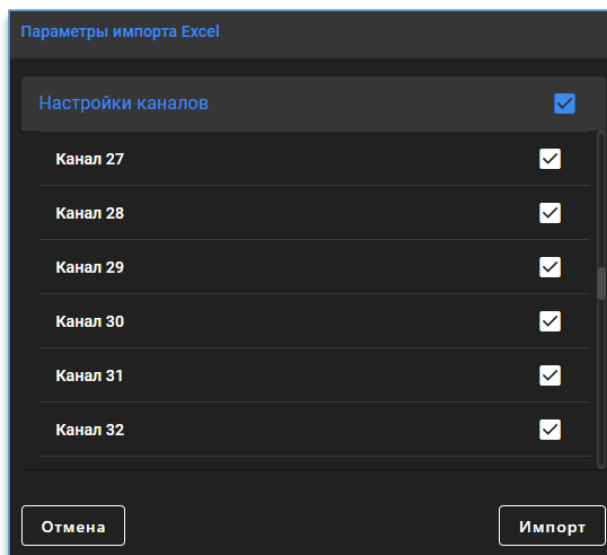 Параметры импорта Excel
Настройки каналов
Канал 27
Канал 28
Канал 29
Канал 30
Канал 31
Канал 32
Отмена Импорт